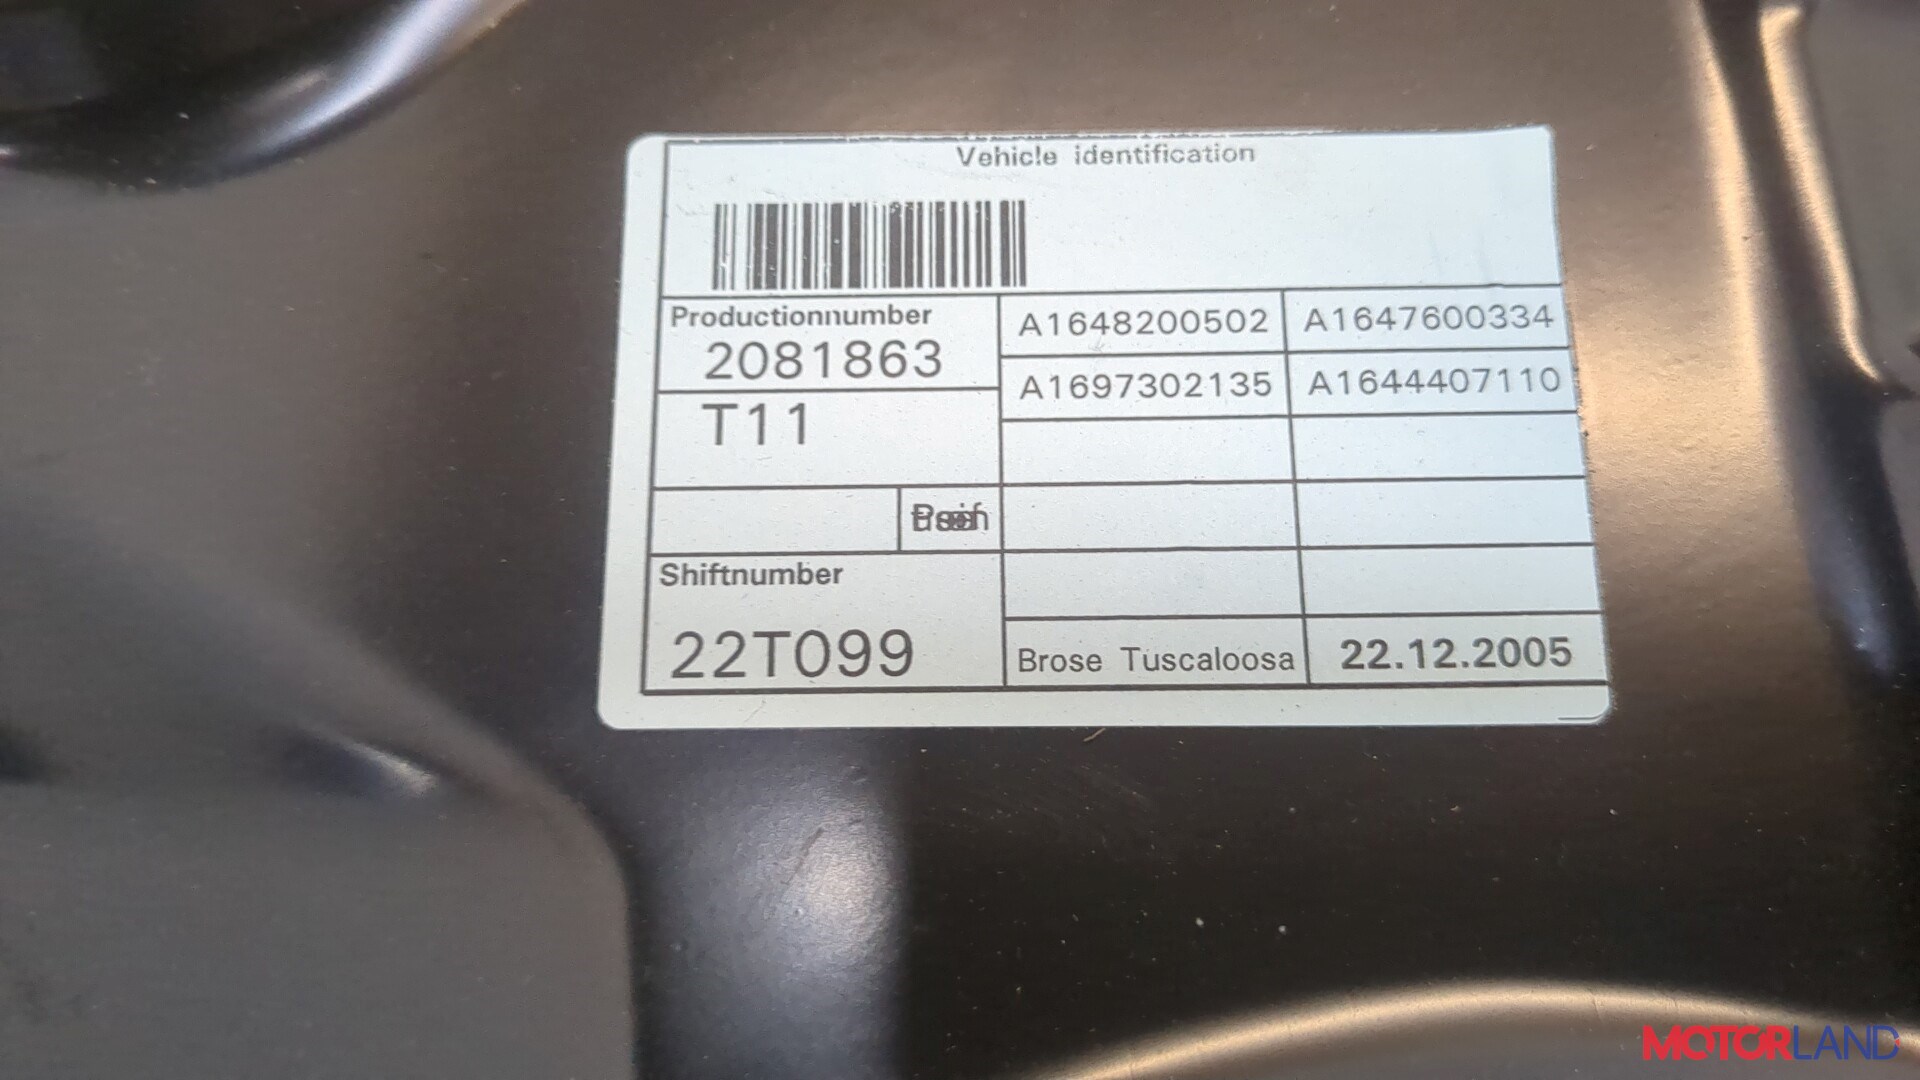 Vehicle identification
Productionnumber
2081863
T11
Shiftnumber
22T099
A1648200502 A1647600334
A1697302135 A1644407110
Brose Tuscaloosa 22.12.2005
MOTORLAND